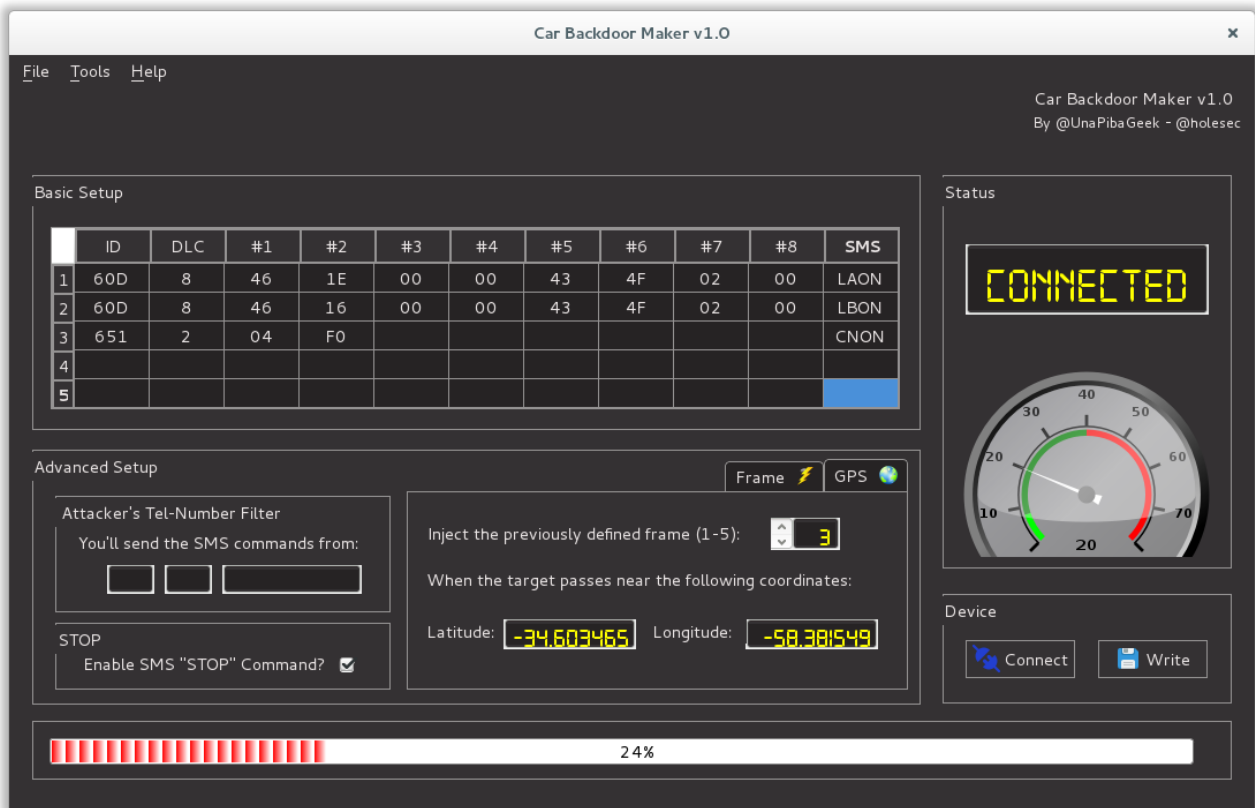 Car Backdoor Maker v1.0
×
File Tools Help
Car Backdoor Maker v1.0
By @UnaPibaGeek - @holesec
Basic Setup
ID DLC #1 #2 #3 #4 #5 #6 #7 #8 SMS
1 60D 8 46 1E 00 00 43 4F 02 00 LAON
2 60D 8 46 16 00 00 43 4F 02 00 LBON
3 651 2 04 F0 CNON
4
5
Status
CONNECTED
10 20 30 40 50 60 70
20
Advanced Setup
Frame GPS
Attacker's Tel-Number Filter
You'll send the SMS commands from:
STOP
Enable SMS "STOP" Command?
Inject the previously defined frame (1-5): 3
When the target passes near the following coordinates:
Latitude: -34.603465 Longitude: -58.381549
Device
Connect Write
24%